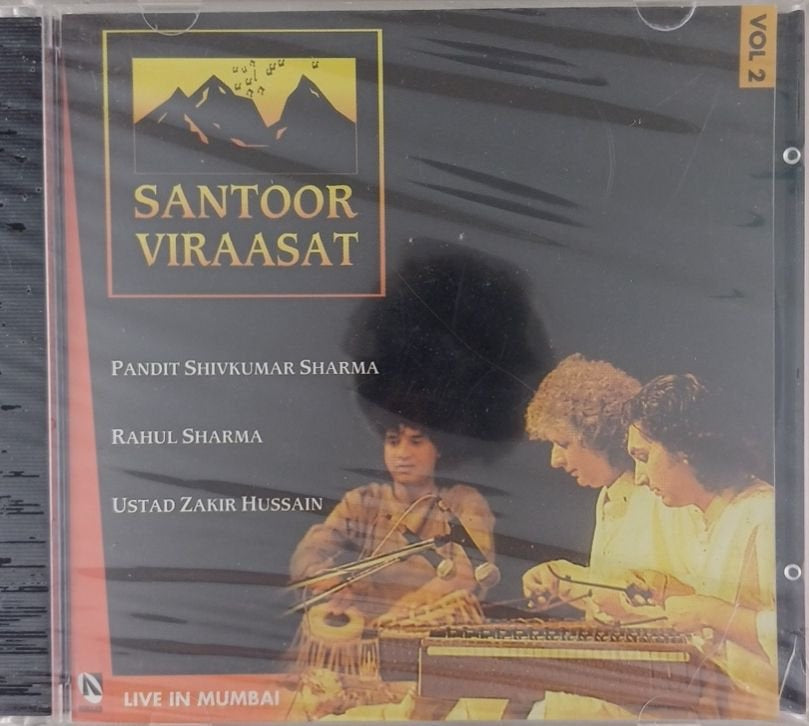 VOL 2
SANTOOR
VIRAASAT
PANDIT SHIVKUMAR SHARMA
RAHUL SHARMA
USTAD ZAKIR HUSSAIN
LIVE IN MUMBAI